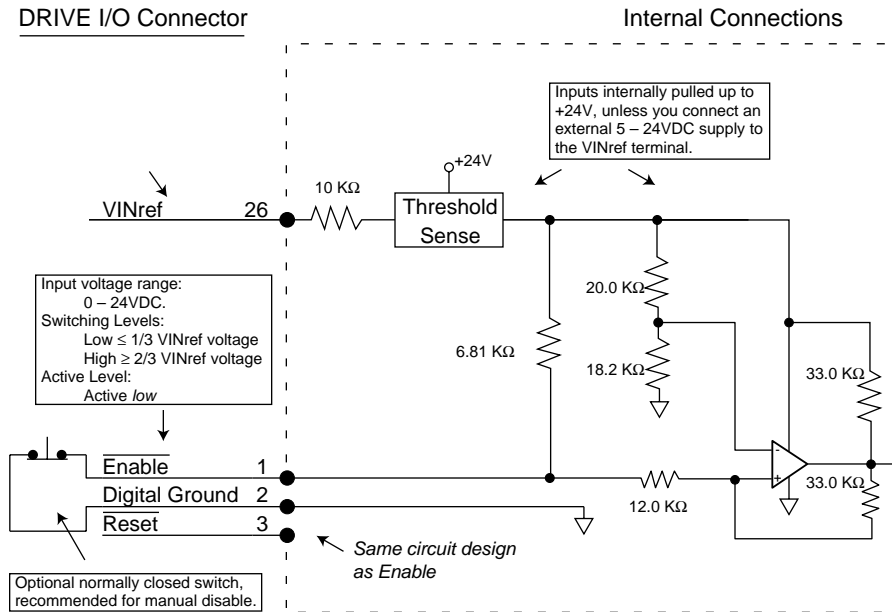 DRIVE I/O Connector
Internal Connections
Inputs internally pulled up to
+24V, unless you connect an
external 5 – 24VDC supply to
the VINref terminal.
+24V
10 KΩ
VINref 26
Threshold
Sense
Input voltage range:
0 – 24VDC.
Switching Levels:
Low ≤ 1/3 VINref voltage
High ≥ 2/3 VINref voltage
Active Level:
Active low
20.0 KΩ
6.81 KΩ
18.2 KΩ
33.0 KΩ
-
+
Enable 1
33.0 KΩ
12.0 KΩ
Digital Ground 2
Reset 3
Same circuit design
as Enable
Optional normally closed switch,
recommended for manual disable.